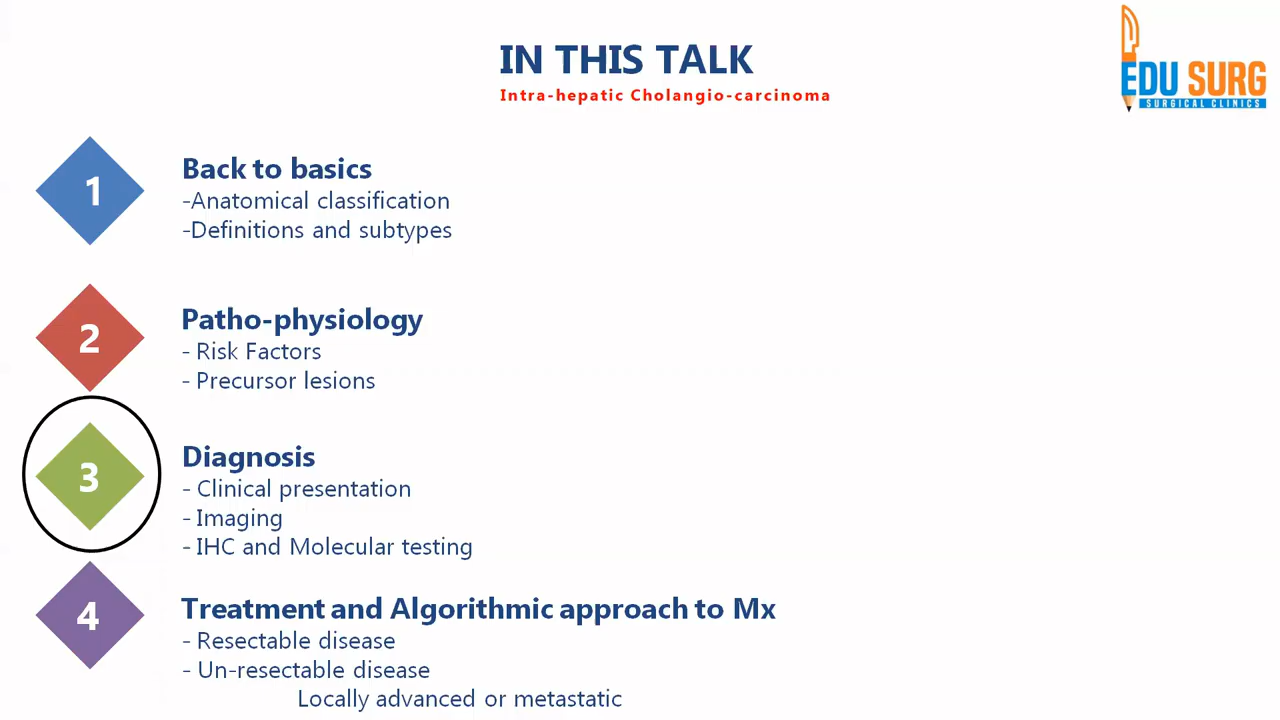 IN THIS TALK
Intra-hepatic Cholangio-carcinoma
EDU SURG
SURGICAL CLINICS
1
Back to basics
-Anatomical classification
-Definitions and subtypes
2
Patho-physiology
- Risk Factors
- Precursor lesions
3
Diagnosis
- Clinical presentation
- Imaging
- IHC and Molecular testing
4
Treatment and Algorithmic approach to Mx
- Resectable disease
- Un-resectable disease
Locally advanced or metastatic